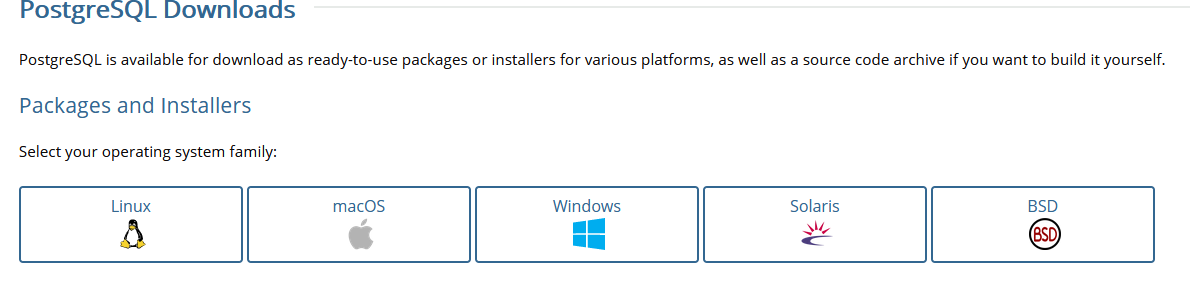 PostgreSQL Downloads
PostgreSQL is available for download as ready-to-use packages or installers for various platforms, as well as a source code archive if you want to build it yourself.
Packages and Installers
Select your operating system family:
Linux
macOS
Windows
Solaris
BSD
BSD